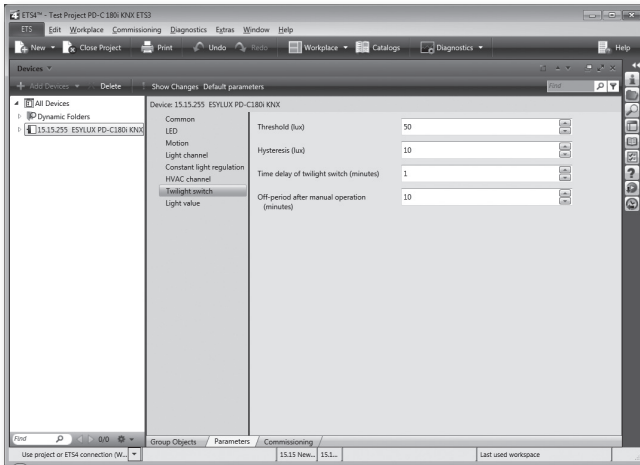 ETS4™ - Test Project PD-C 180i KNX ETS3
ETS Edit Workplace Commissioning Diagnostics Extras Window Help
New Close Project Print Undo Redo Workplace Catalogs Diagnostics Help
Devices
Add Devices Delete Show Changes Default parameters Find
All Devices
Dynamic Folders
15.15.255 ESYLUX PD-C180i KNX
Device: 15.15.255 ESYLUX PD-C180i KNX
Common
LED
Motion
Light channel
Constant light regulation
HVAC channel
Twilight switch
Light value
Threshold (lux) 50
Hysteresis (lux) 10
Time delay of twilight switch (minutes) 1
Off-period after manual operation 10
(minutes)
Find 0/0
Group Objects Parameters Commissioning
Use project or ETS4 connection (W... 15.15 New... 15.1... Last used workspace